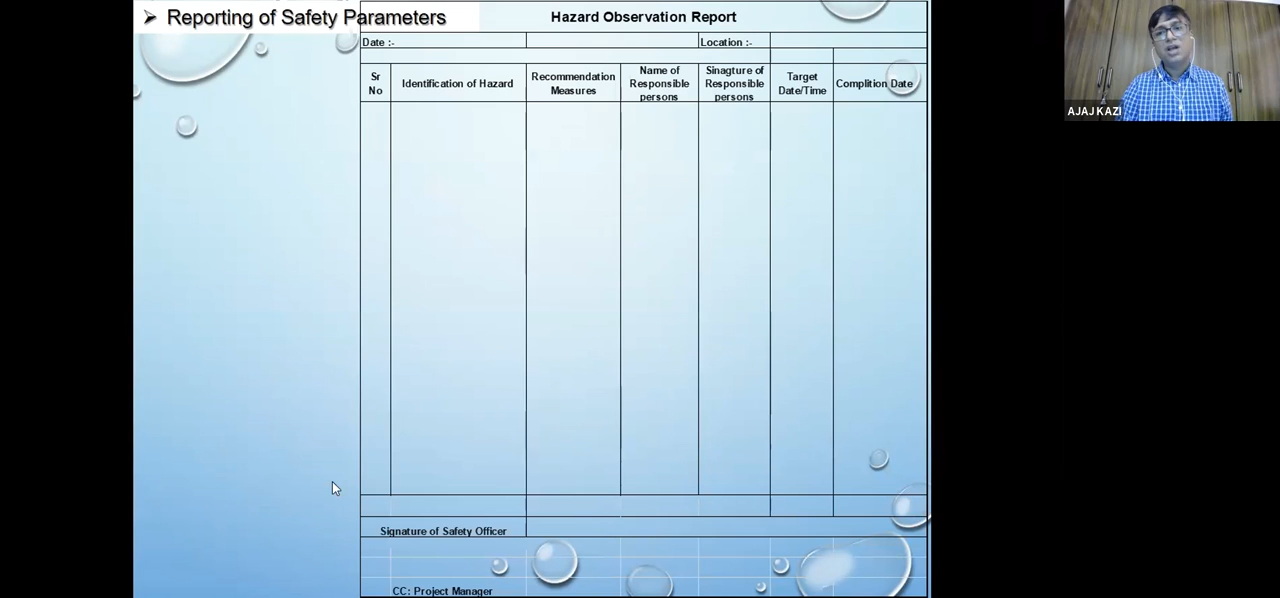 ➢ Reporting of Safety Parameters
Hazard Observation Report
Date :-
Location :-
Sr
No
Identification of Hazard
Recommendation
Measures
Name of
Responsible
persons
Sinagture of
Responsible
persons
Target
Date/Time
Complition Date
Signature of Safety Officer
CC: Project Manager
AJAJ KAZI